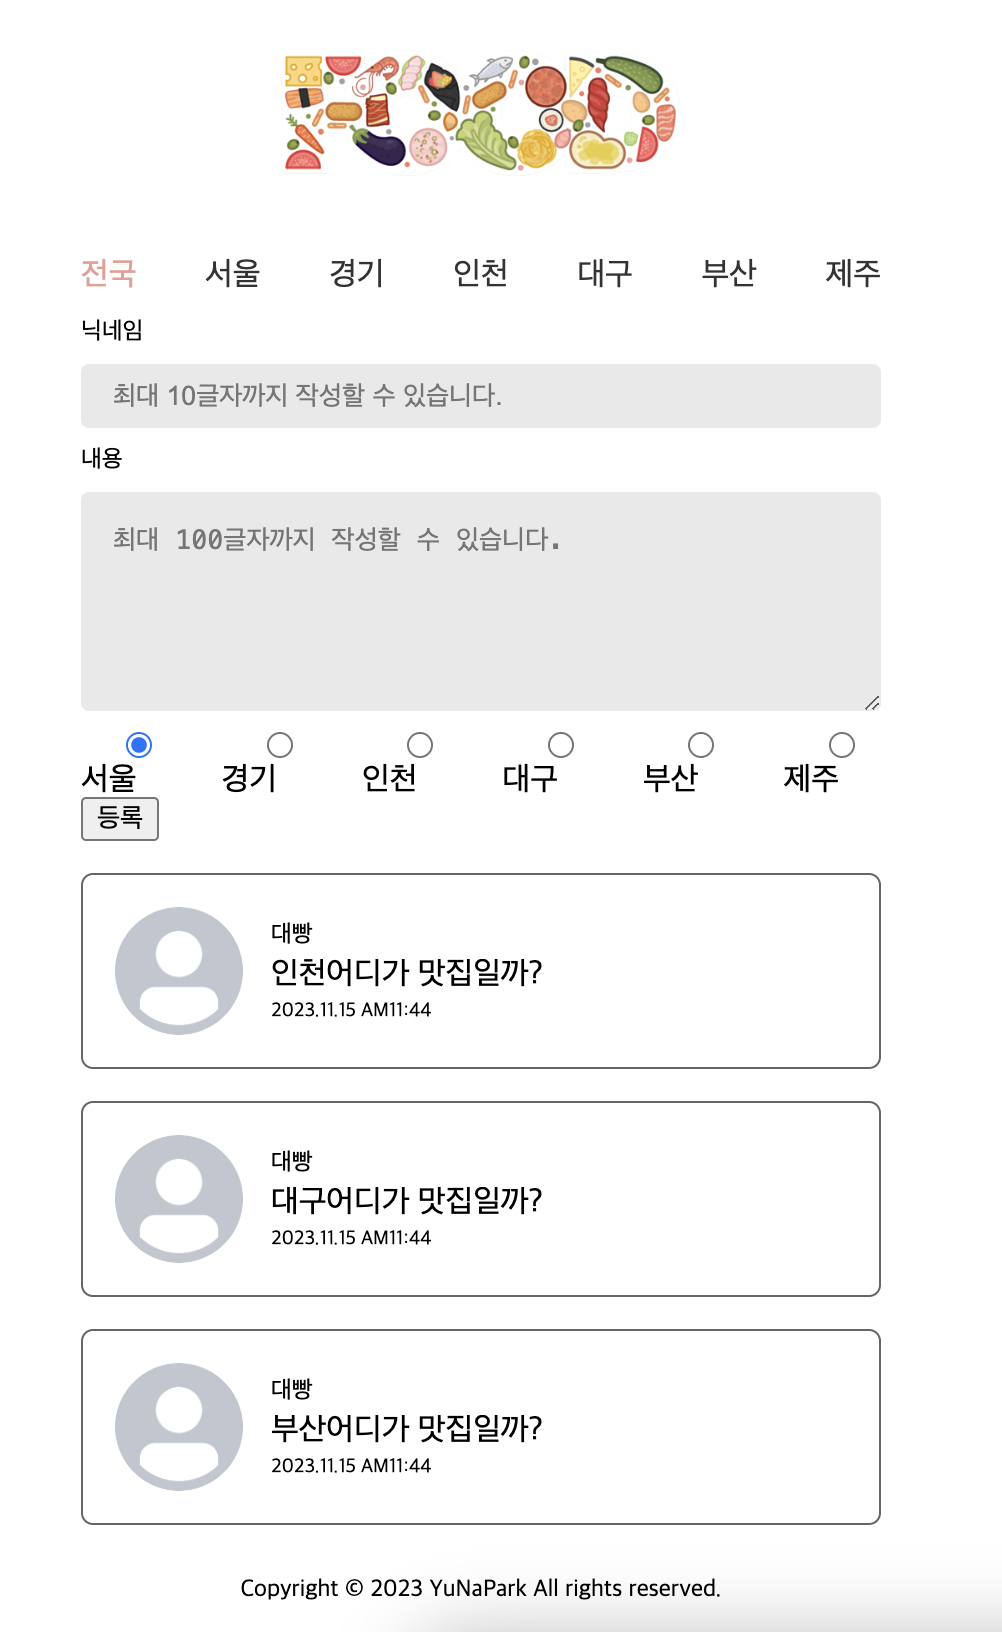 FOOD
전국 서울 경기 인천 대구 부산 제주
닉네임
최대 10글자까지 작성할 수 있습니다.
내용
최대 100글자까지 작성할 수 있습니다.
서울 경기 인천 대구 부산 제주
등록
대빵
인천어디가 맛집일까?
2023.11.15 AM11:44
대빵
대구어디가 맛집일까?
2023.11.15 AM11:44
대빵
부산어디가 맛집일까?
2023.11.15 AM11:44
Copyright © 2023 YuNaPark All rights reserved.